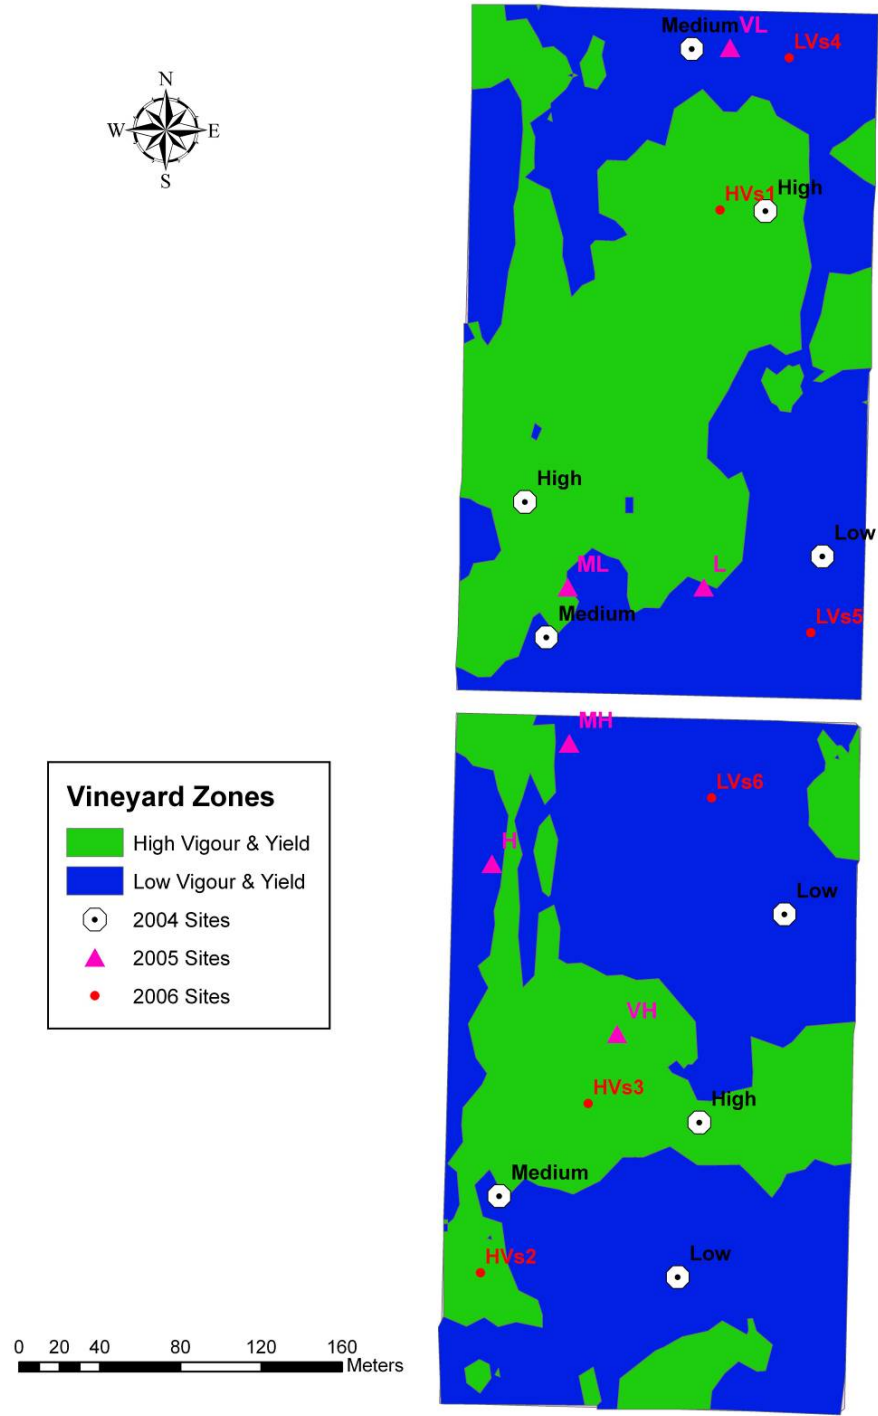 Medium VL
LVs4
N
W E
S
HVs1 High
High
Low
ML L
Medium
LVs5
MH
LVs6
Vineyard Zones
High Vigour & Yield
H
Low Vigour & Yield
Low
2004 Sites
2005 Sites
2006 Sites
VH
HVs3
High
Medium
HVs2
Low
0 20 40 80 120 160
Meters